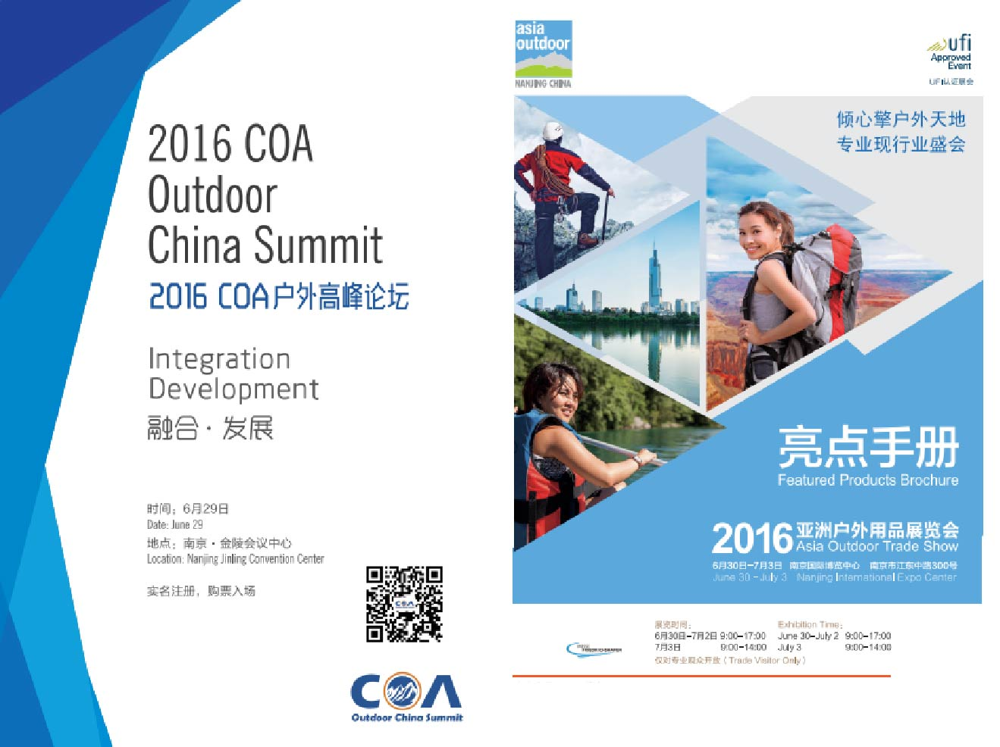 2016 COA
Outdoor
China Summit
2016 COA户外高峰论坛
Integration
Development
融合·发展
时间：6月29日
Date: June 29
地点：南京·金陵会议中心
Location: Nanjing Jinling Convention Center
实名注册，购票入场
COA
COA
Outdoor China Summit
asia
outdoor
NANJING CHINA
ufi
Approved
Event
UFI认证展会
倾心擎户外天地
专业现行业盛会
亮点手册
Featured Products Brochure
2016亚洲户外用品展览会
Asia Outdoor Trade Show
6月30日-7月3日 南京国际博览中心 南京市江东中路300号
June 30 - July 3 Nanjing International Expo Center
展览时间： Exhibition Time:
6月30日-7月2日 9:00-17:00 June 30-July 2 9:00-17:00
7月3日 9:00-14:00 July 3 9:00-14:00
仅对专业观众开放（Trade Visitor Only）